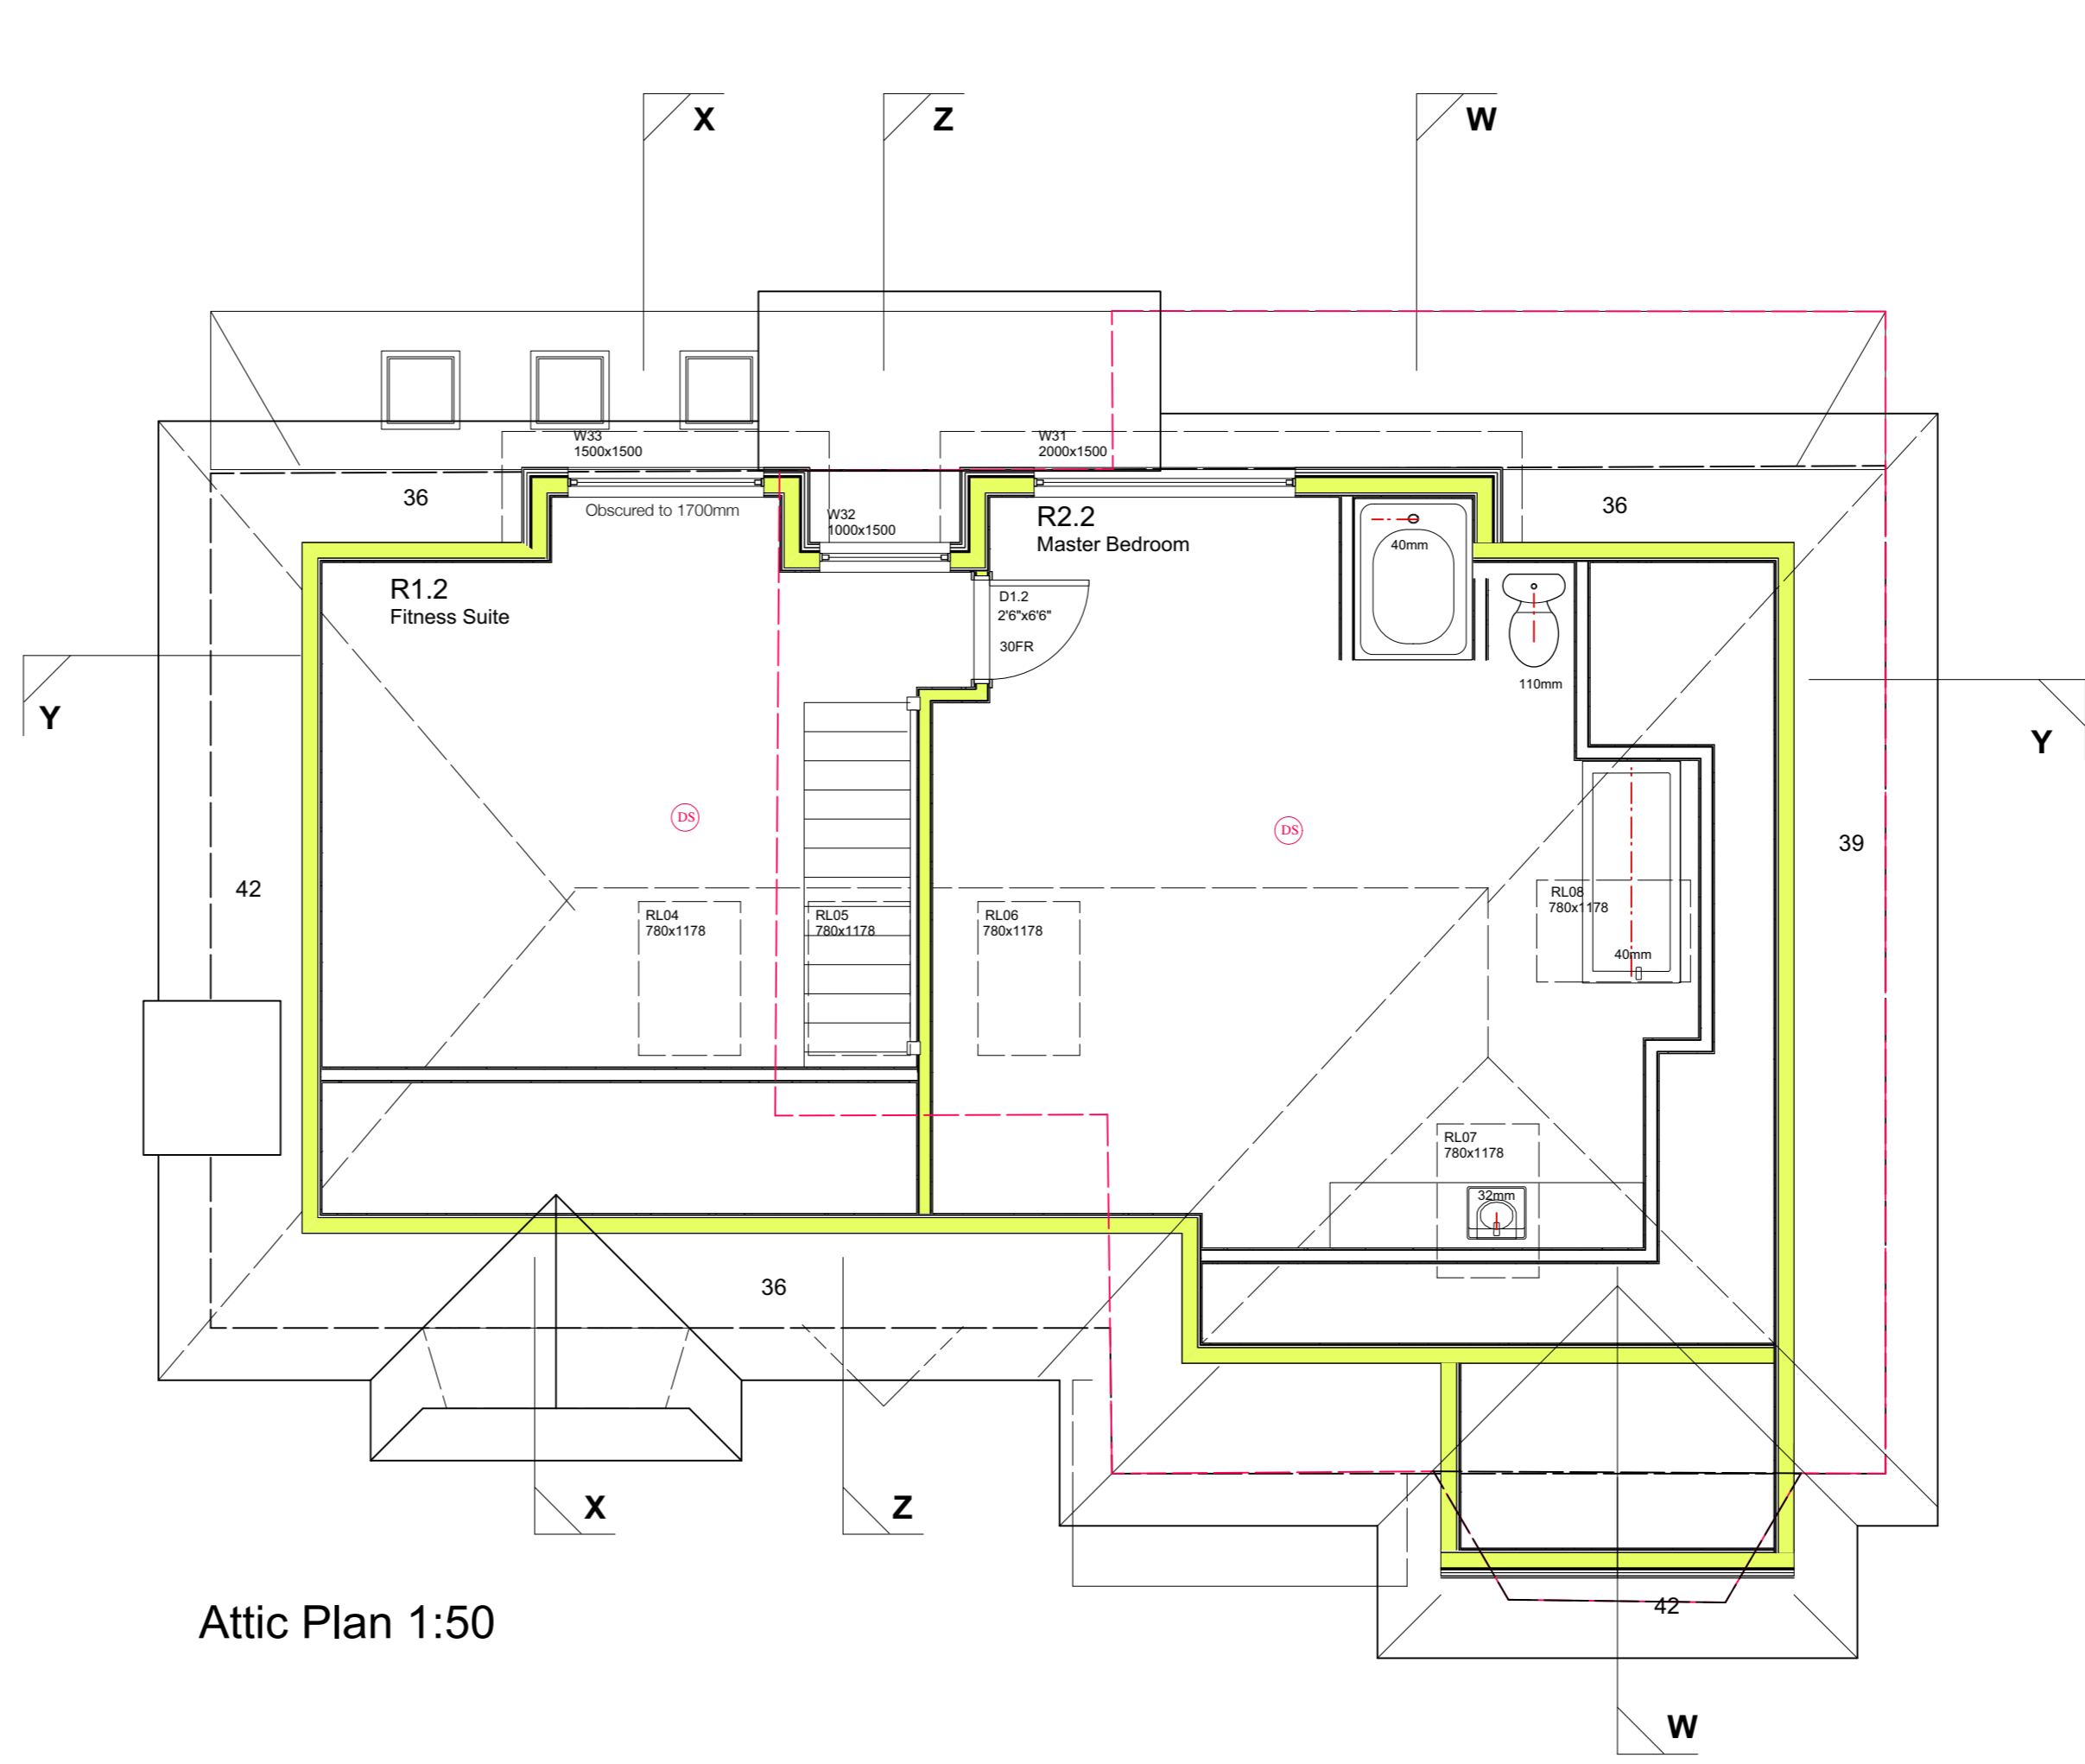 X
Z
W
W33
1500x1500
W31
2000x1500
36
Obscured to 1700mm
W32
1000x1500
R2.2
Master Bedroom
40mm
36
R1.2
Fitness Suite
D1.2
2'6"x6'6"
30FR
110mm
Y
Y
DS
DS
39
42
RL04
780x1178
RL05
780x1178
RL06
780x1178
RL08
780x1178
40mm
RL07
780x1178
32mm
36
X
Z
42
Attic Plan 1:50
W